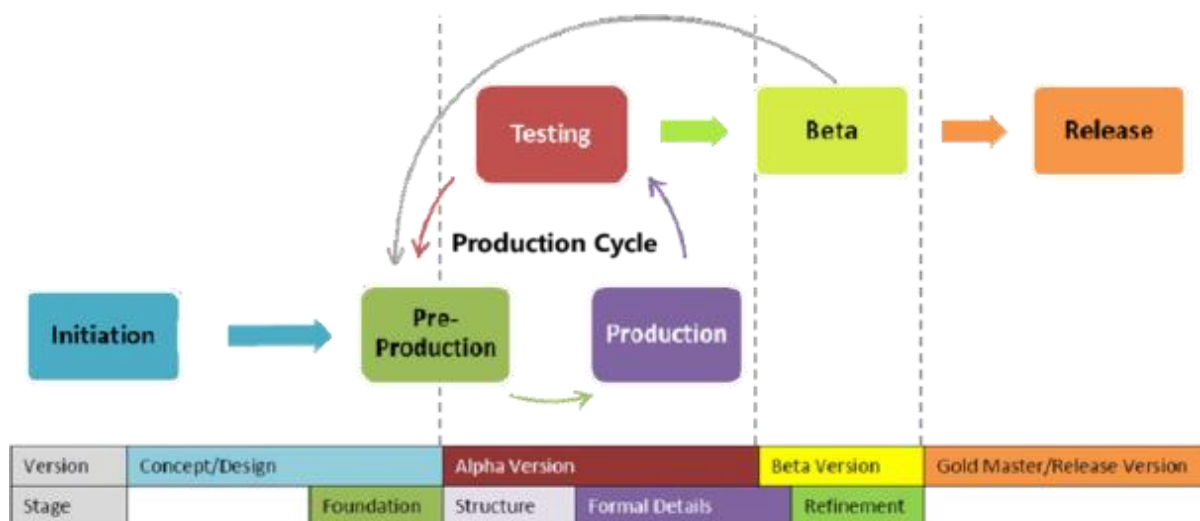 Testing
Beta
Release
Production Cycle
Initiation
Pre-
Production
Production
Version
Concept/Design
Alpha Version
Beta Version
Gold Master/Release Version
Stage
Foundation
Structure
Formal Details
Refinement